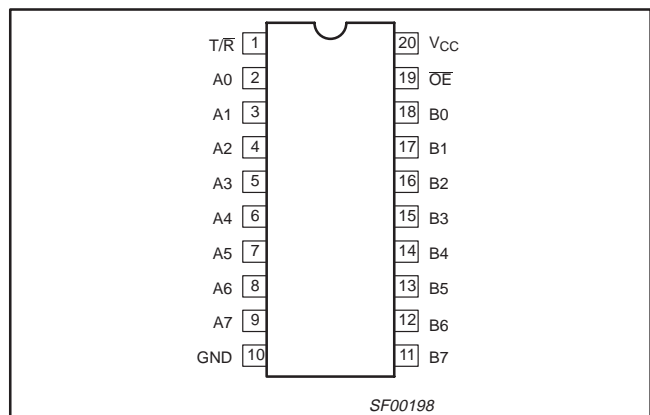 T/R̅ 1 20 VCC
A0 2 19 O̅E̅
A1 3 18 B0
A2 4 17 B1
A3 5 16 B2
A4 6 15 B3
A5 7 14 B4
A6 8 13 B5
A7 9 12 B6
GND 10 11 B7
SF00198